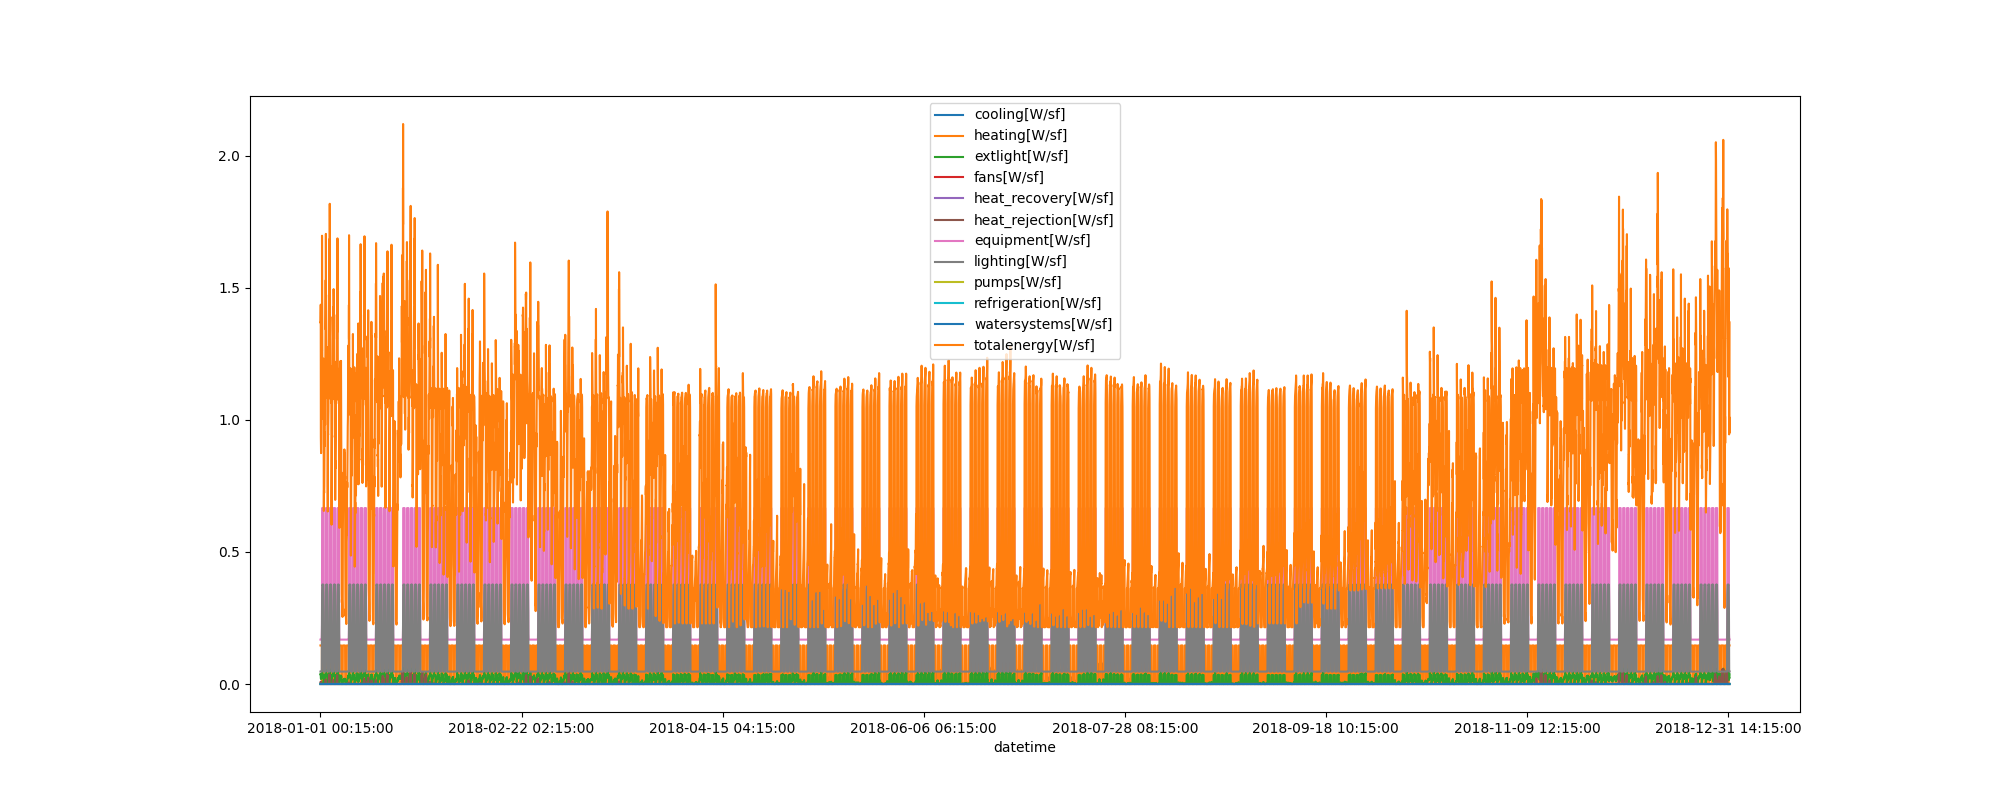 cooling[W/sf]
heating[W/sf]
extlight[W/sf]
fans[W/sf]
heat_recovery[W/sf]
heat_rejection[W/sf]
equipment[W/sf]
lighting[W/sf]
pumps[W/sf]
refrigeration[W/sf]
watersystems[W/sf]
totalenergy[W/sf]
2.0
1.5
1.0
0.5
0.0
2018-01-01 00:15:00 2018-02-22 02:15:00 2018-04-15 04:15:00 2018-06-06 06:15:00 2018-07-28 08:15:00 2018-09-18 10:15:00 2018-11-09 12:15:00 2018-12-31 14:15:00
datetime